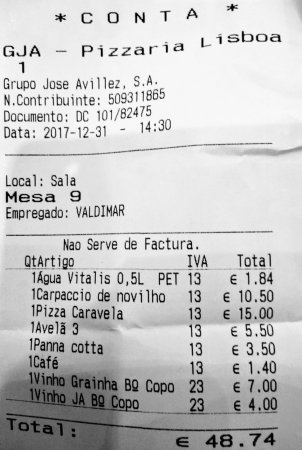 * C O N T A *
GJA - Pizzaria Lisboa
1
Grupo Jose Avillez, S.A.
N.Contribuinte: 509311865
Documento: DC 101/82475
Data: 2017-12-31 - 14:30
Local: Sala
Mesa 9
Empregado: VALDIMAR
Nao Serve de Factura.
QtArtigo IVA Total
1Água Vitalis 0,5L PET 13 € 1.84
1Carpaccio de novilho 13 € 10.50
1Pizza Caravela 13 € 15.00
1Avelã 3 13 € 5.50
1Panna cotta 13 € 3.50
1Café 13 € 1.40
1Vinho Grainha Bº Copo 23 € 7.00
1Vinho JA Bº Copo 23 € 4.00
Total: € 48.74